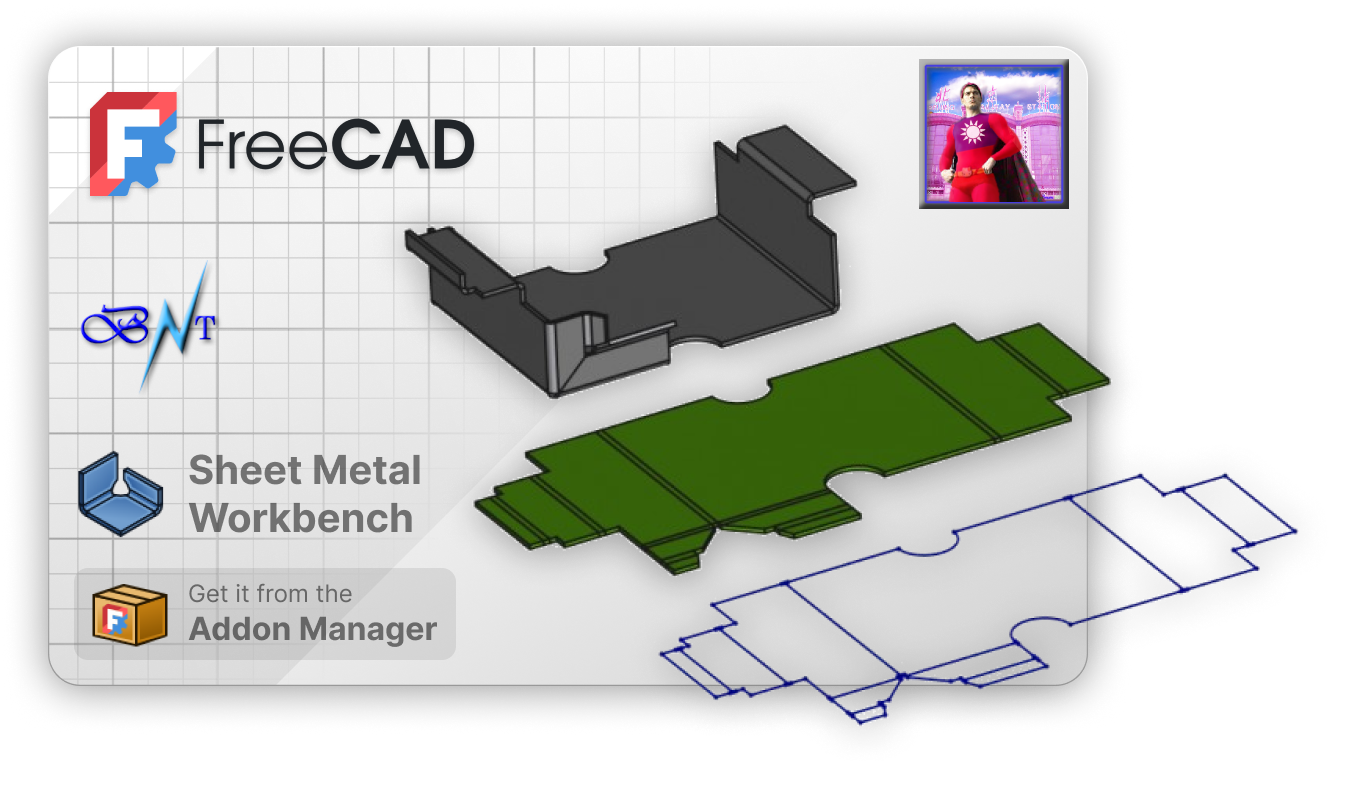 FreeCAD
BNT
Sheet Metal
Workbench
Get it from the
Addon Manager